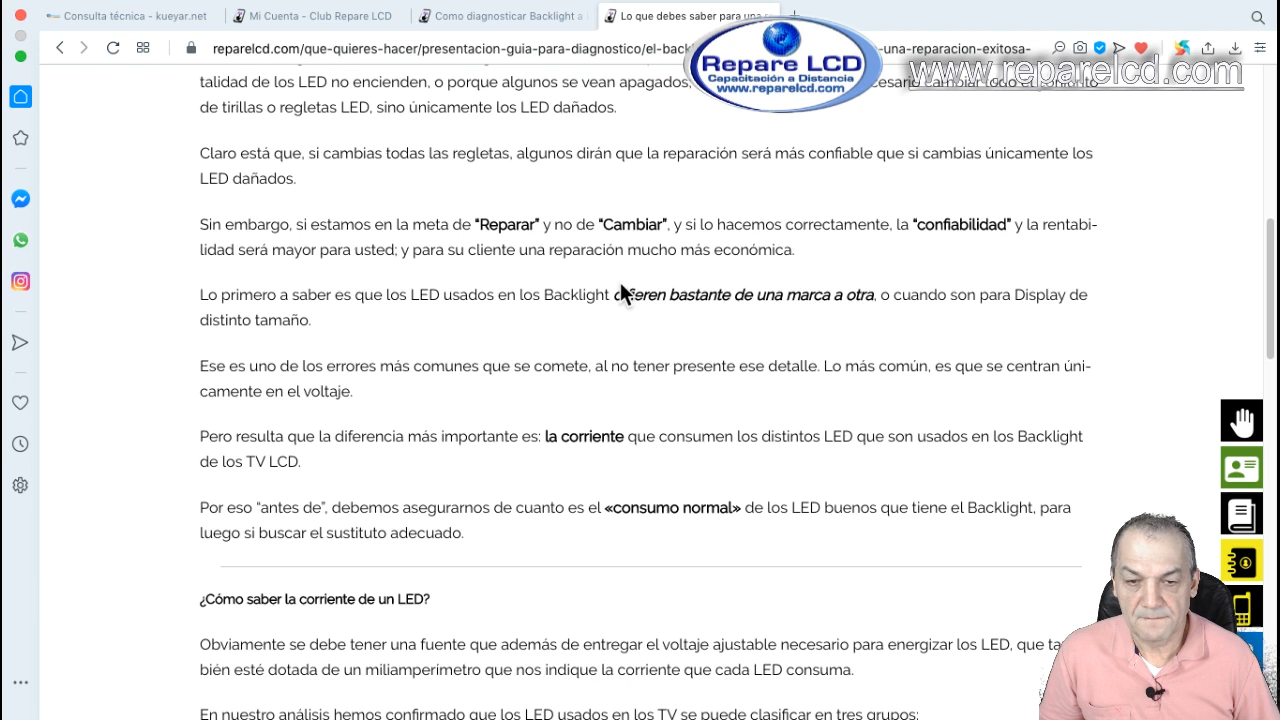 Consulta técnica - kueyar.net
Mi Cuenta - Club Repare LCD
Como diagnosticar Backlight a
Lo que debes saber para una
reparelcd.com/que-quieres-hacer/presentacion-guia-para-diagnostico/el-back
una-reparacion-exitosa-
Repare LCD
Capacitación a Distancia
www.reparelcd.com
www.reparelcd.com
talidad de los LED no encienden, o porque algunos se vean apagados,
cambiar todo el conjunto
de tirillas o regletas LED, sino únicamente los LED dañados.
Claro está que, si cambias todas las regletas, algunos dirán que la reparación será más confiable que si cambias únicamente los
LED dañados.
Sin embargo, si estamos en la meta de “Reparar” y no de “Cambiar”, y si lo hacemos correctamente, la “confiabilidad” y la rentabi-
lidad será mayor para usted; y para su cliente una reparación mucho más económica.
Lo primero a saber es que los LED usados en los Backlight difieren bastante de una marca a otra, o cuando son para Display de
distinto tamaño.
Ese es uno de los errores más comunes que se comete, al no tener presente ese detalle. Lo más común, es que se centran úni-
camente en el voltaje.
Pero resulta que la diferencia más importante es: la corriente que consumen los distintos LED que son usados en los Backlight
de los TV LCD.
Por eso “antes de”, debemos asegurarnos de cuanto es el «consumo normal» de los LED buenos que tiene el Backlight, para
luego si buscar el sustituto adecuado.
¿Cómo saber la corriente de un LED?
Obviamente se debe tener una fuente que además de entregar el voltaje ajustable necesario para energizar los LED, que ta
bién esté dotada de un miliamperímetro que nos indique la corriente que cada LED consuma.
En nuestro análisis hemos confirmado que los LED usados en los TV se puede clasificar en tres grupos: